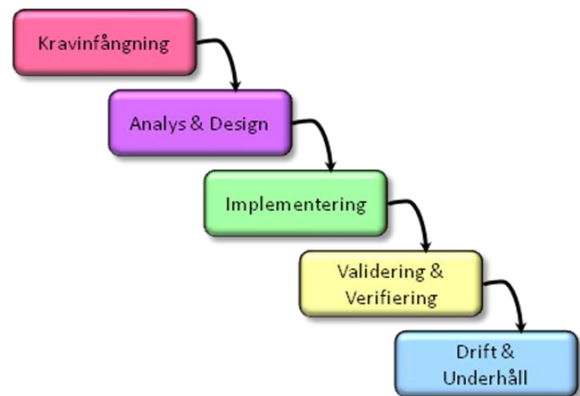 Kravinfångning
Analys & Design
Implementering
Validering &
Verifiering
Drift &
Underhåll